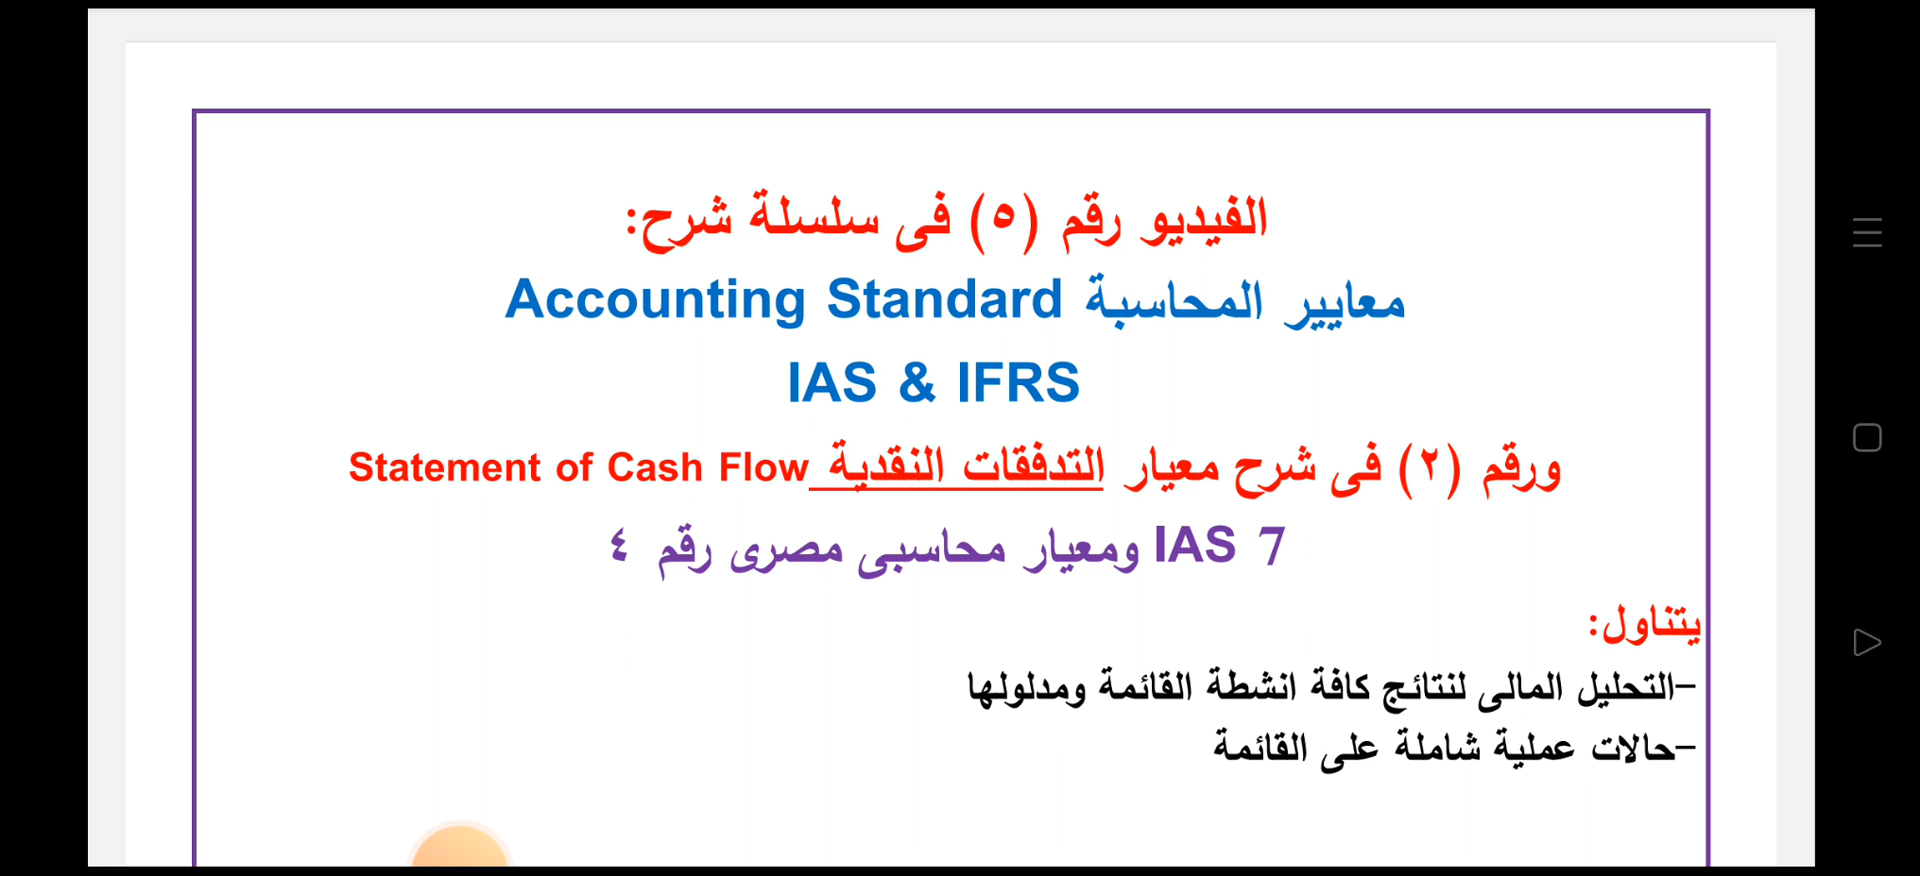 الفيديو رقم (٥) فى سلسلة شرح:
معايير المحاسبة Accounting Standard
IAS & IFRS
ورقم (٢) فى شرح معيار التدفقات النقدية Statement of Cash Flow
IAS 7 ومعيار محاسبى مصرى رقم ٤
يتناول:
-التحليل المالى لنتائج كافة انشطة القائمة ومدلولها
-حالات عملية شاملة على القائمة